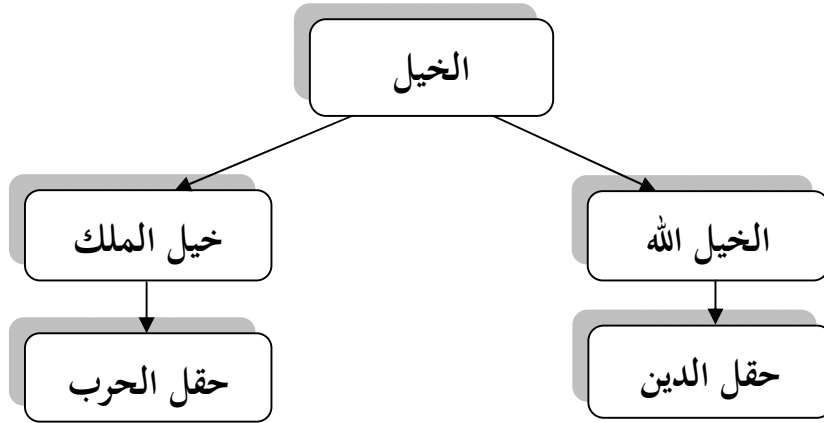 الخيل
الخيل الله
خيل الملك
حقل الدين
حقل الحرب